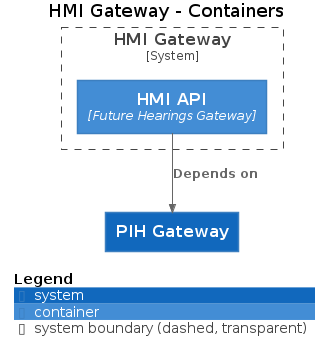 HMI Gateway - Containers
HMI Gateway
[System]
HMI API
[Future Hearings Gateway]
Depends on
PIH Gateway
Legend
system
container
system boundary (dashed, transparent)